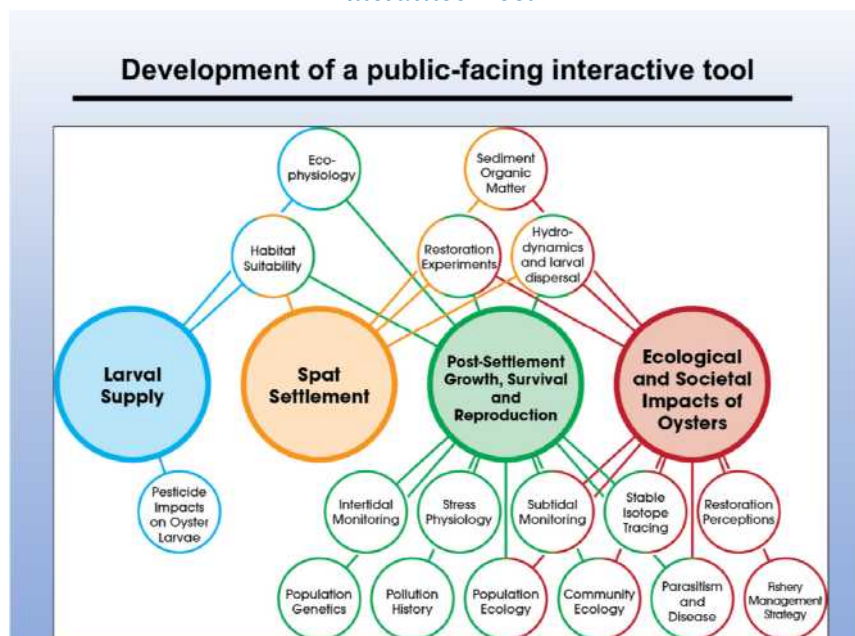 Development of a public-facing interactive tool
Eco-
physiology
Sediment
Organic
Matter
Habitat
Suitability
Restoration
Experiments
Hydro-
dynamics
and larval
dispersal
Larval
Supply
Spat
Settlement
Post-Settlement
Growth, Survival
and
Reproduction
Ecological
and Societal
Impacts of
Oysters
Pesticide
Impacts
on Oyster
Larvae
Intertidal
Monitoring
Stress
Physiology
Subtidal
Monitoring
Stable
Isotope
Tracing
Restoration
Perceptions
Population
Genetics
Pollution
History
Population
Ecology
Community
Ecology
Parasitism
and
Disease
Fishery
Management
Strategy